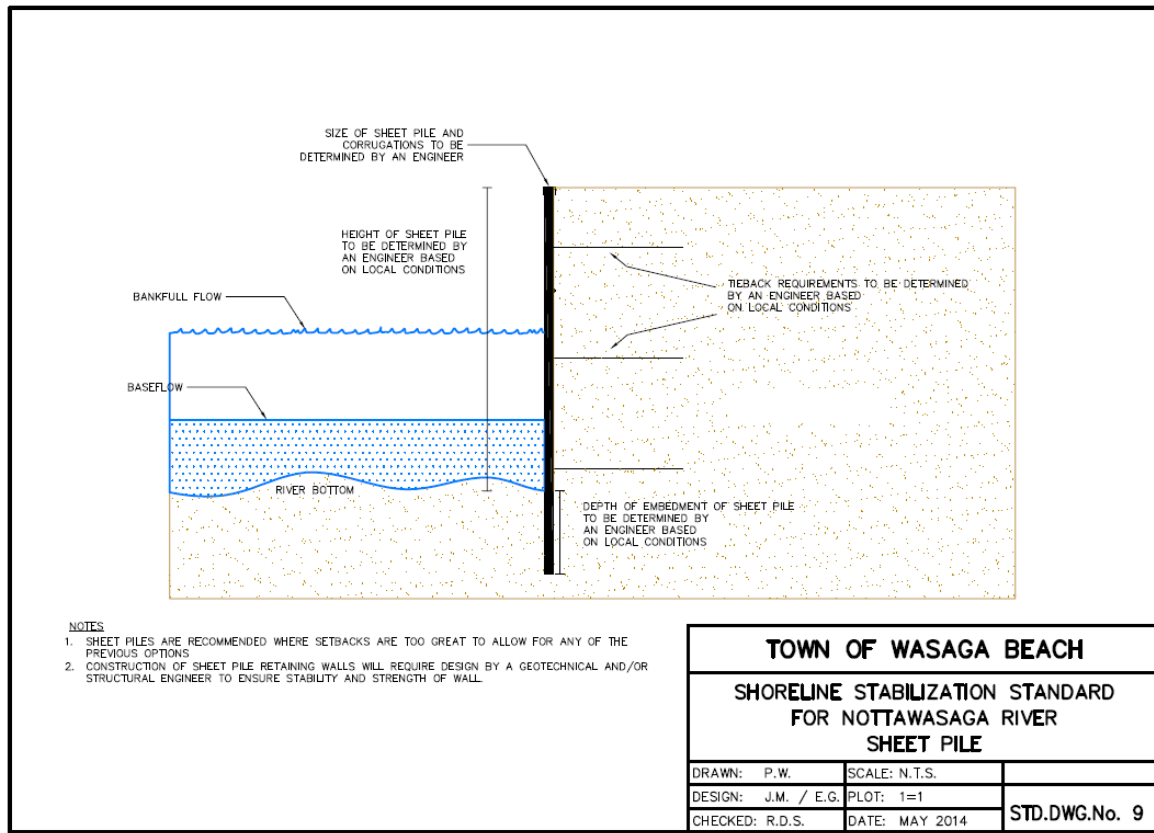 SIZE OF SHEET PILE AND
CORRUGATIONS TO BE
DETERMINED BY AN ENGINEER
HEIGHT OF SHEET PILE
TO BE DETERMINED BY
AN ENGINEER BASED
ON LOCAL CONDITIONS
TIEBACK REQUIREMENTS TO BE DETERMINED
BY AN ENGINEER BASED
ON LOCAL CONDITIONS
BANKFULL FLOW
BASEFLOW
RIVER BOTTOM
DEPTH OF EMBEDMENT OF SHEET PILE
TO BE DETERMINED BY
AN ENGINEER BASED
ON LOCAL CONDITIONS
NOTES
1. SHEET PILES ARE RECOMMENDED WHERE SETBACKS ARE TOO GREAT TO ALLOW FOR ANY OF THE
PREVIOUS OPTIONS
2. CONSTRUCTION OF SHEET PILE RETAINING WALLS WILL REQUIRE DESIGN BY A GEOTECHNICAL AND/OR
STRUCTURAL ENGINEER TO ENSURE STABILITY AND STRENGTH OF WALL.
TOWN OF WASAGA BEACH
SHORELINE STABILIZATION STANDARD
FOR NOTTAWASAGA RIVER
SHEET PILE
DRAWN: P.W. SCALE: N.T.S.
DESIGN: J.M. / E.G. PLOT: 1=1
CHECKED: R.D.S. DATE: MAY 2014
STD.DWG.No. 9